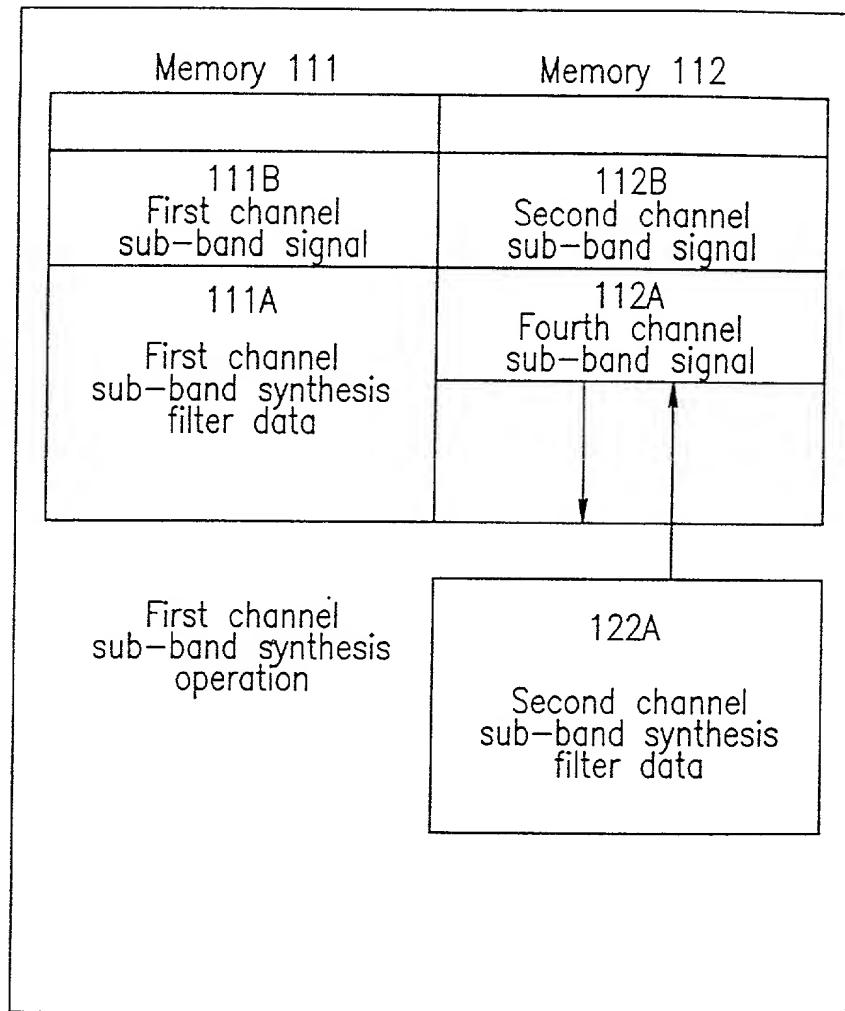 Memory 111
Memory 112
111B
First channel
sub-band signal
112B
Second channel
sub-band signal
111A
First channel
sub-band synthesis
filter data
112A
Fourth channel
sub-band signal
First channel
sub-band synthesis
operation
122A
Second channel
sub-band synthesis
filter data